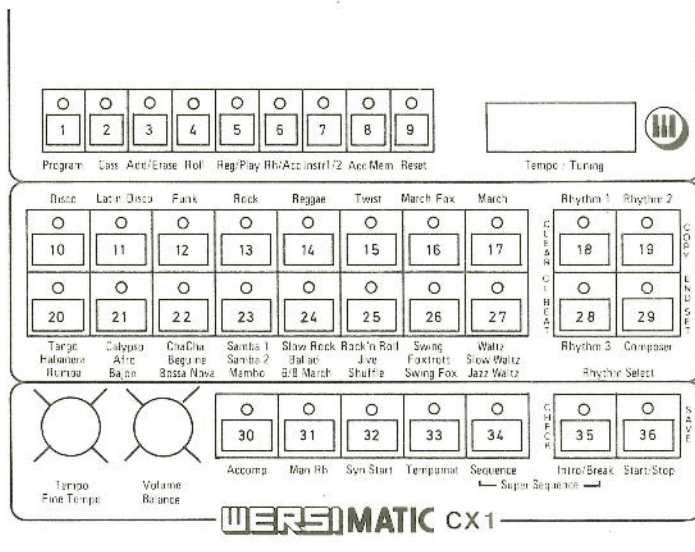 1 2 3 4 5 6 7 8 9
Program Cass Add/Erase Roll Reg/Play Rh/Acc Instr1/2 Acc Mem Reset
Tempo / Tuning
Disco Latin Disco Funk Rock Reggae Twist March Fox March Rhythm 1 Rhythm 2
10 11 12 13 14 15 16 17 CLEAR 18 19 COPY
20 21 22 23 24 25 26 27 CL BEAT 28 29 END SET
Tango Calypso ChaCha Samba 1 Slow Rock Rock'n Roll Swing Waltz Rhythm 3 Composer
Habanera Afro Beguine Samba 2 Ballad Jive Foxtrott Slow Waltz
Rumba Bajon Bossa Nova Mambo 6/8 March Shuffle Swing Fox Jazz Waltz Rhythm Select
30 31 32 33 34 CHECK 35 36 SAVE
Accomp Man Rh Syn Start Tempomat Sequence Intro/Break Start/Stop
Tempo Volume Super Sequence
Fine Tempo Balance
WERSIMATIC CX1